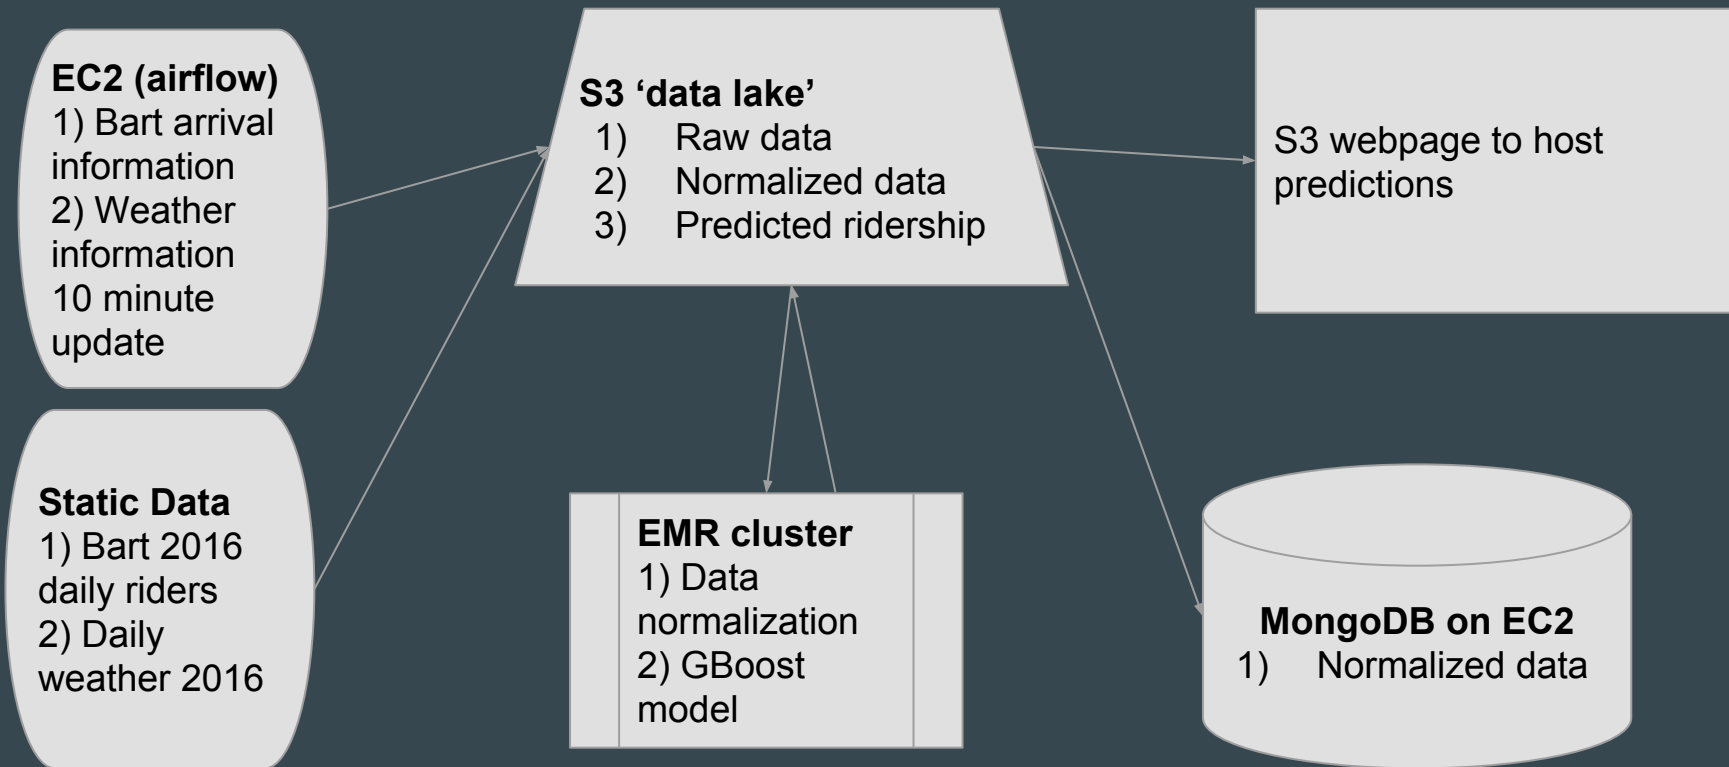 EC2 (airflow)
1) Bart arrival
information
2) Weather
information
10 minute
update
Static Data
1) Bart 2016
daily riders
2) Daily
weather 2016
S3 ‘data lake’
1) Raw data
2) Normalized data
3) Predicted ridership
EMR cluster
1) Data
normalization
2) GBoost
model
S3 webpage to host
predictions
MongoDB on EC2
1) Normalized data